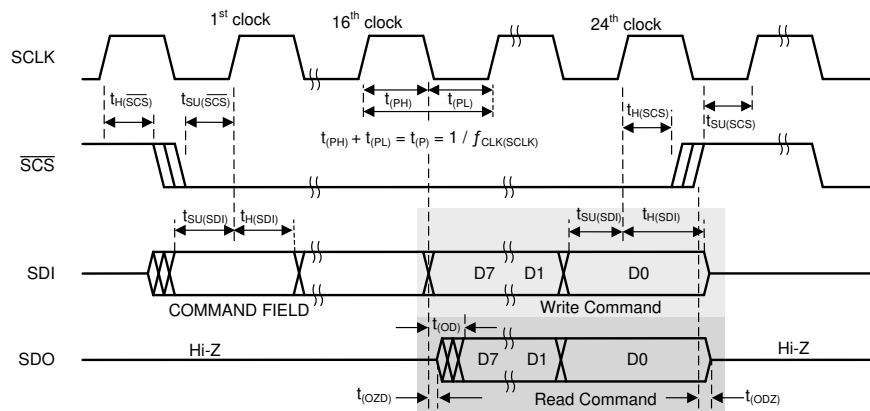 1st clock 16th clock 24th clock
SCLK
tH(SCS) tSU(SCS) t(PH) t(PL) tH(SCS) tSU(SCS)
t(PH) + t(PL) = t(P) = 1 / fCLK(SCLK)
SCS
tSU(SDI) tH(SDI) tSU(SDI) tH(SDI)
SDI D7 D1 D0
COMMAND FIELD Write Command
t(OD)
SDO Hi-Z D7 D1 D0 Hi-Z
t(OZD) Read Command t(ODZ)